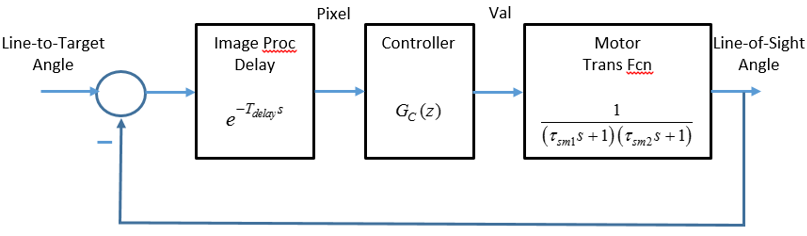 Pixel
Val
Line-to-Target
Angle
Image Proc
Delay
e^{-T_{delay}s}
Controller
G_C(z)
Motor
Trans Fcn
1
(τ_{sm1}s+1)(τ_{sm2}s+1)
Line-of-Sight
Angle
−